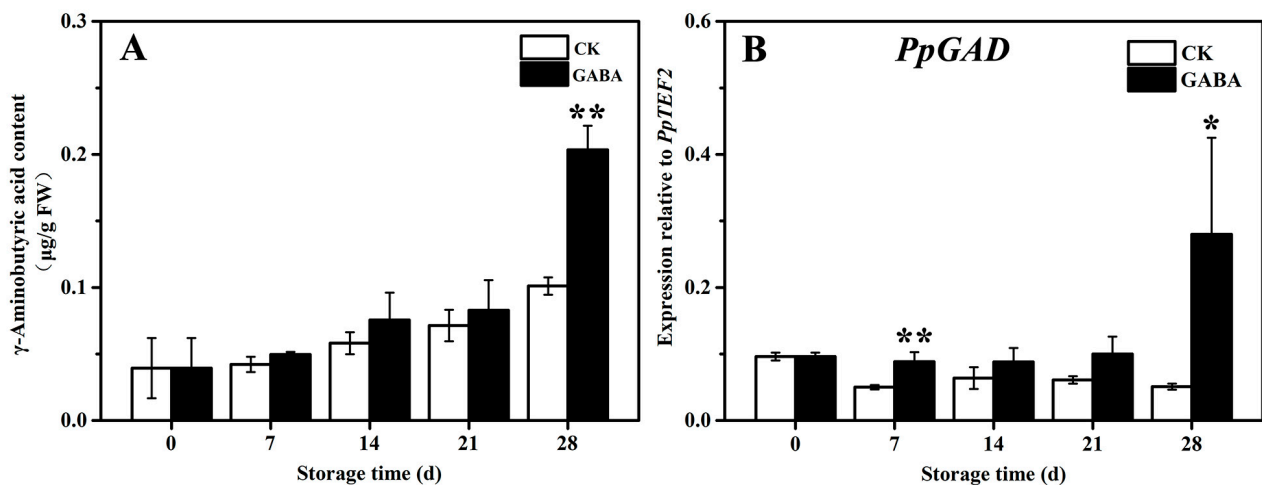 A
CK
GABA
**
γ-Aminobutyric acid content
（μg/g FW）
0.3
0.2
0.1
0.0
0 7 14 21 28
Storage time (d)
B PpGAD
CK
GABA
**
*
Expression relative to PpTEF2
0.6
0.4
0.2
0.0
0 7 14 21 28
Storage time (d)